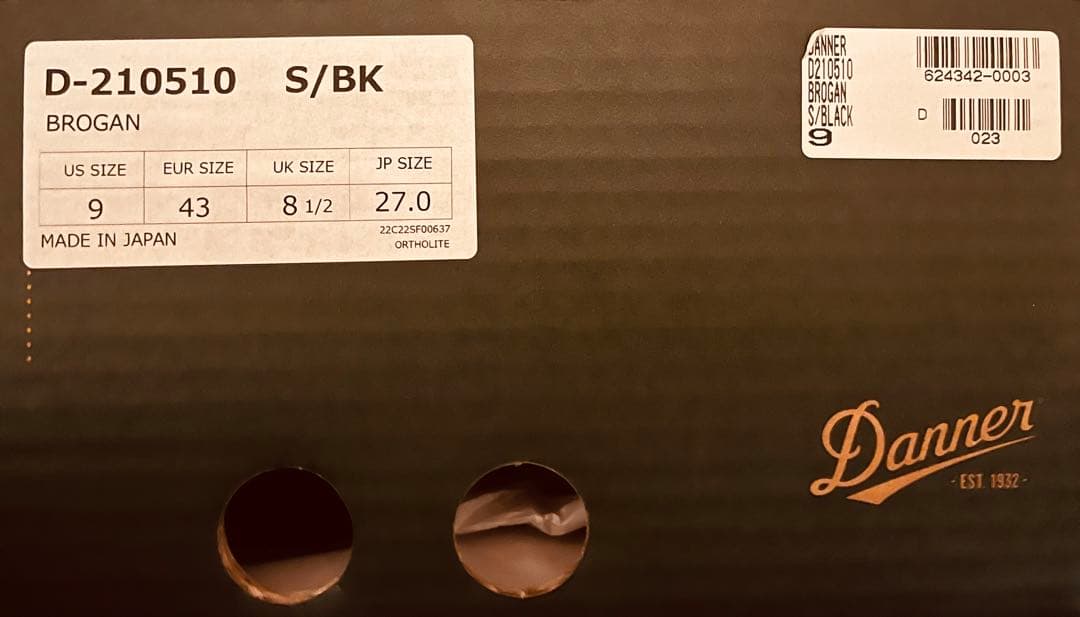 D-210510 S/BK
BROGAN
US SIZE EUR SIZE UK SIZE JP SIZE
9 43 8 1/2 27.0
MADE IN JAPAN
22C22SF00637
ORTHOLITE
DANNER
D210510
BROGAN
S/BLACK
9
624342-0003
D
023
Danner
- EST. 1932 -